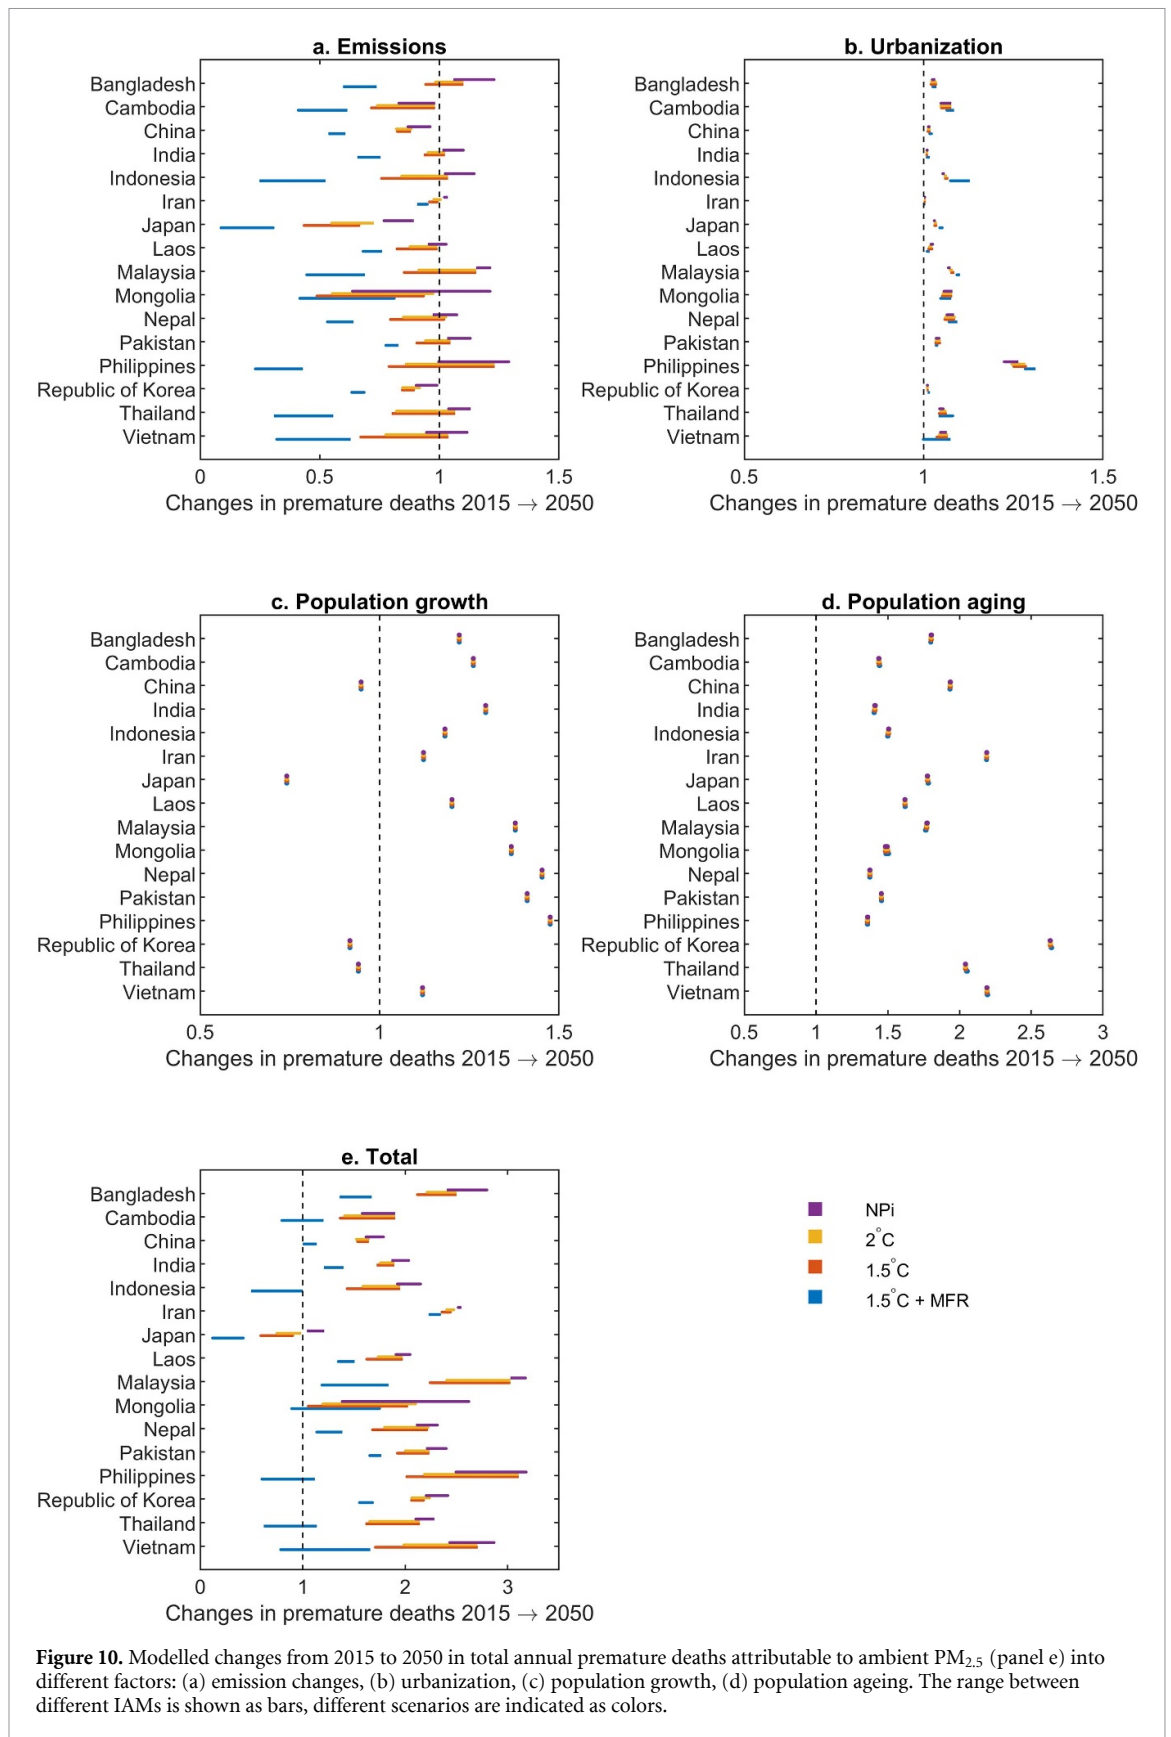 a. Emissions
Bangladesh
Cambodia
China
India
Indonesia
Iran
Japan
Laos
Malaysia
Mongolia
Nepal
Pakistan
Philippines
Republic of Korea
Thailand
Vietnam
0 0.5 1 1.5
Changes in premature deaths 2015 → 2050
b. Urbanization
Bangladesh
Cambodia
China
India
Indonesia
Iran
Japan
Laos
Malaysia
Mongolia
Nepal
Pakistan
Philippines
Republic of Korea
Thailand
Vietnam
0.5 1 1.5
Changes in premature deaths 2015 → 2050
c. Population growth
Bangladesh
Cambodia
China
India
Indonesia
Iran
Japan
Laos
Malaysia
Mongolia
Nepal
Pakistan
Philippines
Republic of Korea
Thailand
Vietnam
0.5 1 1.5
Changes in premature deaths 2015 → 2050
d. Population aging
Bangladesh
Cambodia
China
India
Indonesia
Iran
Japan
Laos
Malaysia
Mongolia
Nepal
Pakistan
Philippines
Republic of Korea
Thailand
Vietnam
0.5 1 1.5 2 2.5 3
Changes in premature deaths 2015 → 2050
e. Total
Bangladesh
Cambodia
China
India
Indonesia
Iran
Japan
Laos
Malaysia
Mongolia
Nepal
Pakistan
Philippines
Republic of Korea
Thailand
Vietnam
0 1 2 3
Changes in premature deaths 2015 → 2050
NPi
2°C
1.5°C
1.5°C + MFR
Figure 10. Modelled changes from 2015 to 2050 in total annual premature deaths attributable to ambient PM2.5 (panel e) into
different factors: (a) emission changes, (b) urbanization, (c) population growth, (d) population ageing. The range between
different IAMs is shown as bars, different scenarios are indicated as colors.